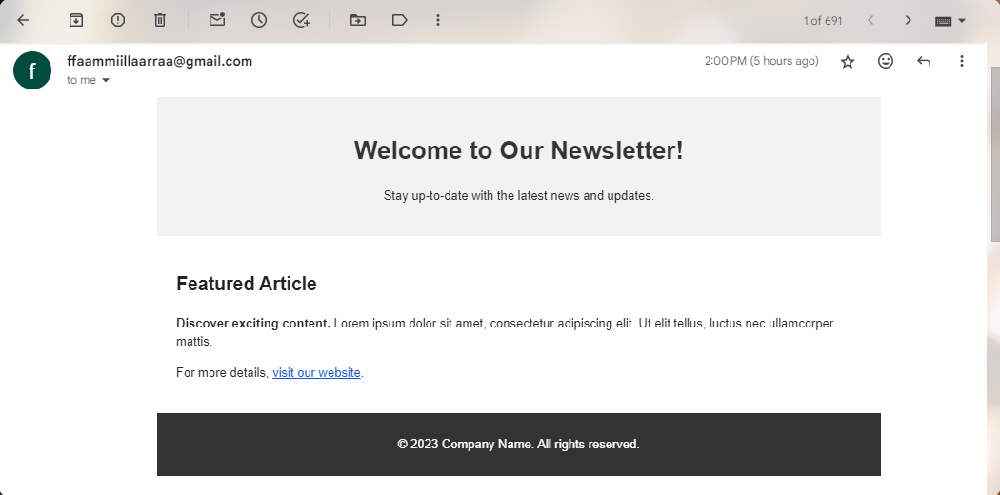 1 of 691
f
ffaammiillaarraa@gmail.com
2:00 PM (5 hours ago)
to me
Welcome to Our Newsletter!
Stay up-to-date with the latest news and updates.
Featured Article
Discover exciting content. Lorem ipsum dolor sit amet, consectetur adipiscing elit. Ut elit tellus, luctus nec ullamcorper
mattis.
For more details, visit our website.
© 2023 Company Name. All rights reserved.